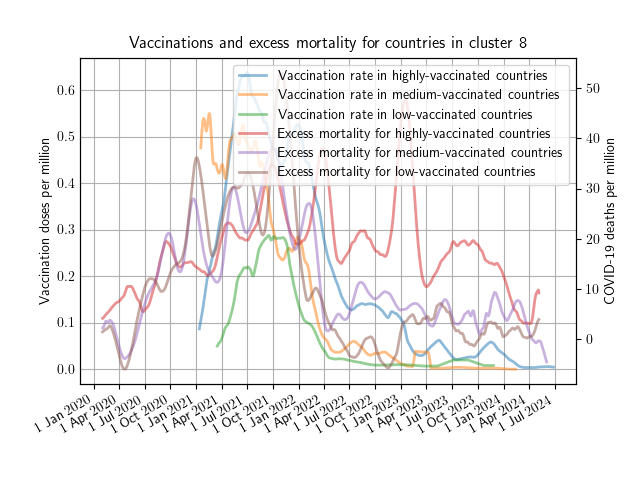 Vaccinations and excess mortality for countries in cluster 8
Vaccination rate in highly-vaccinated countries
Vaccination rate in medium-vaccinated countries
Vaccination rate in low-vaccinated countries
Excess mortality for highly-vaccinated countries
Excess mortality for medium-vaccinated countries
Excess mortality for low-vaccinated countries
Vaccination doses per million
0.6
0.5
0.4
0.3
0.2
0.1
0.0
50
40
30
20
10
0
COVID-19 deaths per million
1 Jan 2020
1 Apr 2020
1 Jul 2020
1 Oct 2020
1 Jan 2021
1 Apr 2021
1 Jul 2021
1 Oct 2021
1 Jan 2022
1 Apr 2022
1 Jul 2022
1 Oct 2022
1 Jan 2023
1 Apr 2023
1 Jul 2023
1 Oct 2023
1 Jan 2024
1 Apr 2024
1 Jul 2024